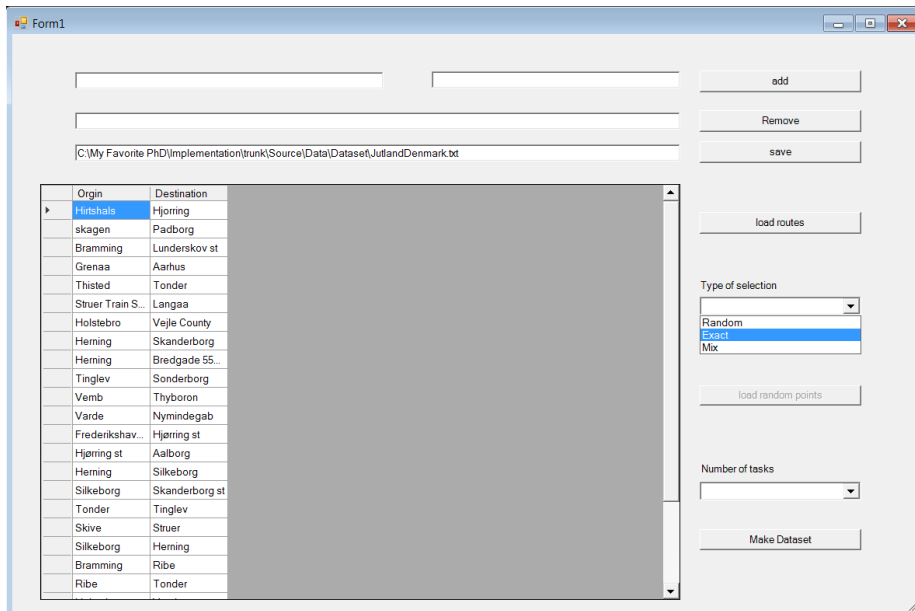 Form1
add
Remove
C:\My Favorite PhD\Implementation\trunk\Source\Data\Dataset\JutlandDenmark.txt
save
Orgin Destination
Hirtshals Hjorring
skagen Padborg
Bramming Lunderskov st
Grenaa Aarhus
Thisted Tonder
Struer Train S... Langaa
Holstebro Vejle County
Herning Skanderborg
Herning Bredgade 55...
Tinglev Sonderborg
Vemb Thyboron
Varde Nymindegab
Frederikshav... Hjørring st
Hjørring st Aalborg
Herning Silkeborg
Silkeborg Skanderborg st
Tonder Tinglev
Skive Struer
Silkeborg Herning
Bramming Ribe
Ribe Tonder
load routes
Type of selection
Random
Exact
Mix
load random points
Number of tasks
Make Dataset